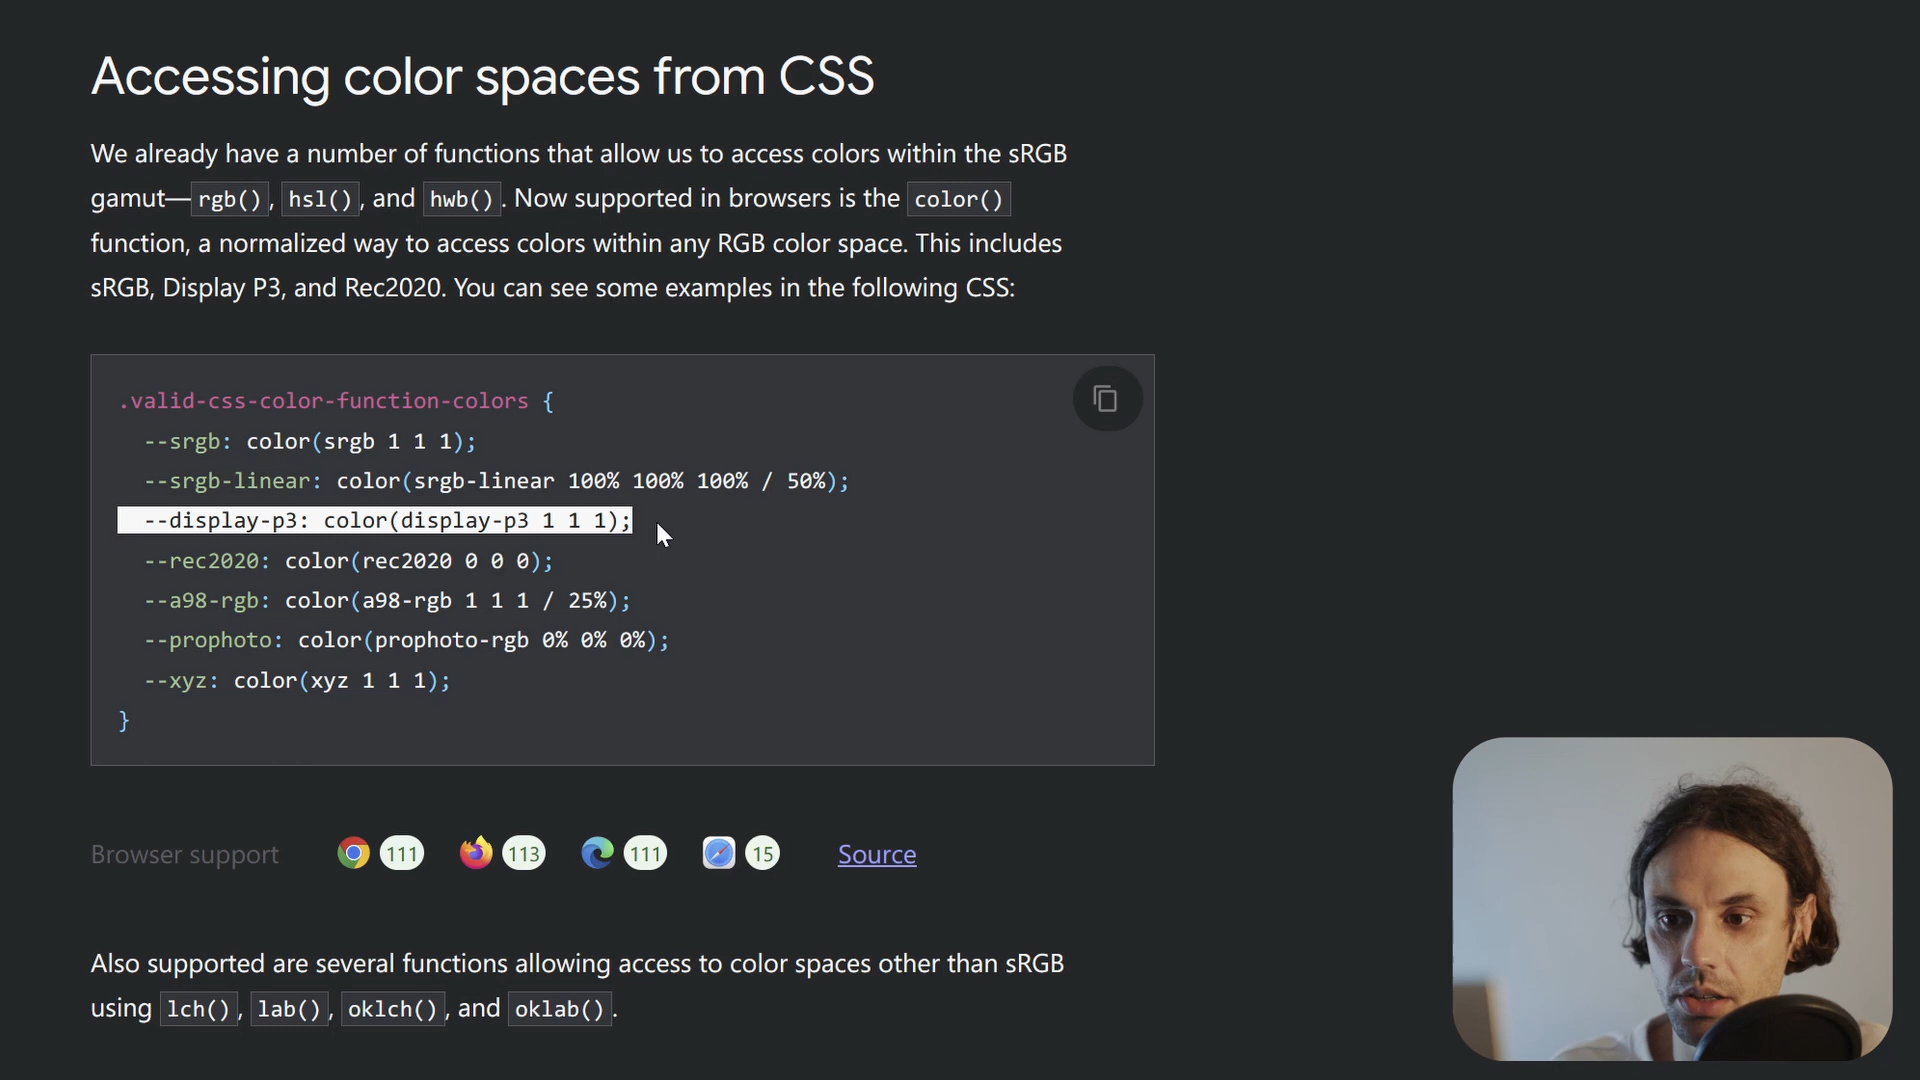 Accessing color spaces from CSS
We already have a number of functions that allow us to access colors within the sRGB
gamut—rgb(), hsl(), and hwb(). Now supported in browsers is the color()
function, a normalized way to access colors within any RGB color space. This includes
sRGB, Display P3, and Rec2020. You can see some examples in the following CSS:
.valid-css-color-function-colors {
  --srgb: color(srgb 1 1 1);
  --srgb-linear: color(srgb-linear 100% 100% 100% / 50%);
  --display-p3: color(display-p3 1 1 1);
  --rec2020: color(rec2020 0 0 0);
  --a98-rgb: color(a98-rgb 1 1 1 / 25%);
  --prophoto: color(prophoto-rgb 0% 0% 0%);
  --xyz: color(xyz 1 1 1);
}
Browser support 111 113 111 15 Source
Also supported are several functions allowing access to color spaces other than sRGB
using lch(), lab(), oklch(), and oklab().